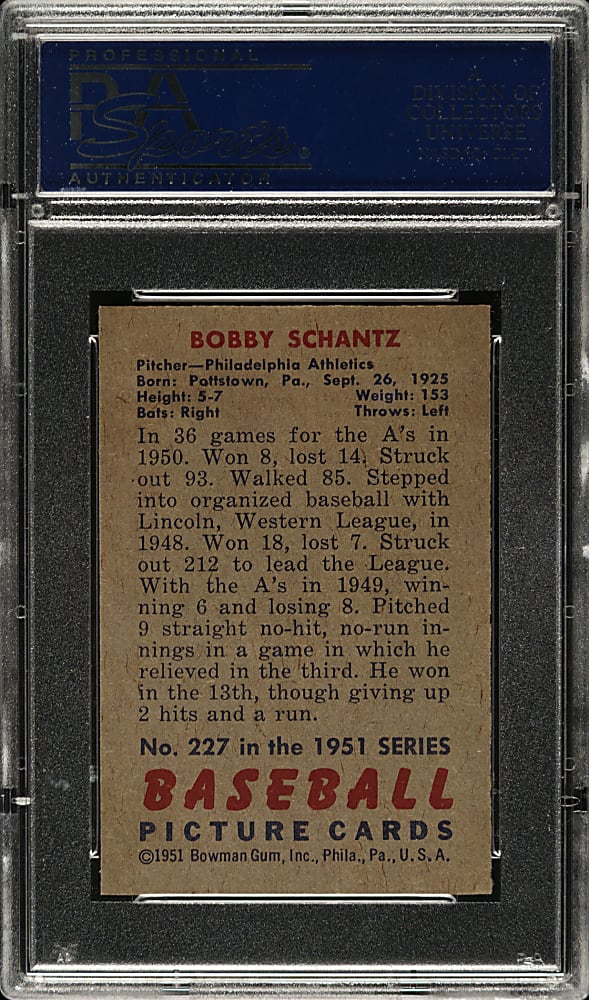 PROFESSIONAL
PSA
Sports
AUTHENTICATOR
A
DIVISION OF
COLLECTORS
UNIVERSE
BOBBY SCHANTZ
Pitcher—Philadelphia Athletics
Born: Pottstown, Pa., Sept. 26, 1925
Height: 5-7 Weight: 153
Bats: Right Throws: Left
In 36 games for the A's in
1950. Won 8, lost 14. Struck
out 93. Walked 85. Stepped
into organized baseball with
Lincoln, Western League, in
1948. Won 18, lost 7. Struck
out 212 to lead the League.
With the A's in 1949, win-
ning 6 and losing 8. Pitched
9 straight no-hit, no-run in-
nings in a game in which he
relieved in the third. He won
in the 13th, though giving up
2 hits and a run.
No. 227 in the 1951 SERIES
BASEBALL
PICTURE CARDS
©1951 Bowman Gum, Inc., Phila., Pa., U.S.A.
PSA